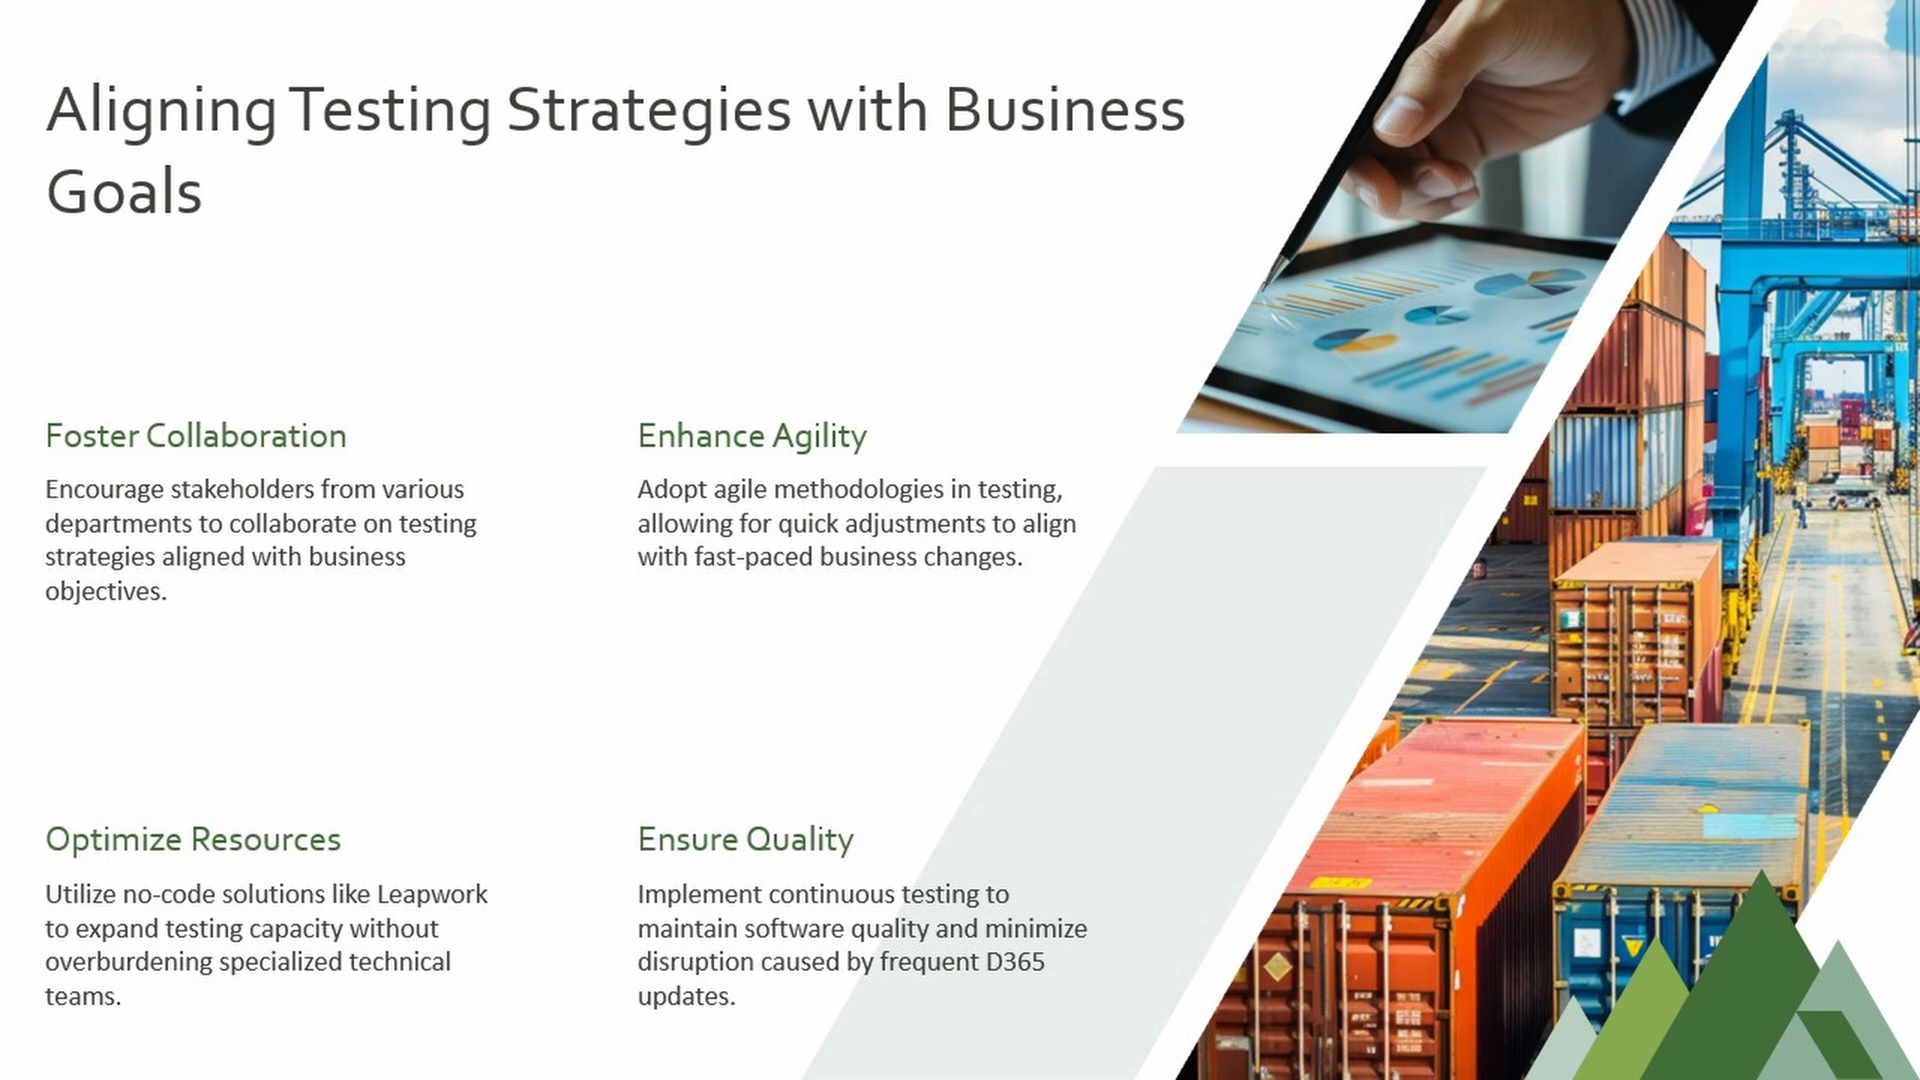 Aligning Testing Strategies with Business
Goals
Foster Collaboration
Encourage stakeholders from various
departments to collaborate on testing
strategies aligned with business
objectives.
Enhance Agility
Adopt agile methodologies in testing,
allowing for quick adjustments to align
with fast-paced business changes.
Optimize Resources
Utilize no-code solutions like Leapwork
to expand testing capacity without
overburdening specialized technical
teams.
Ensure Quality
Implement continuous testing to
maintain software quality and minimize
disruption caused by frequent D365
updates.